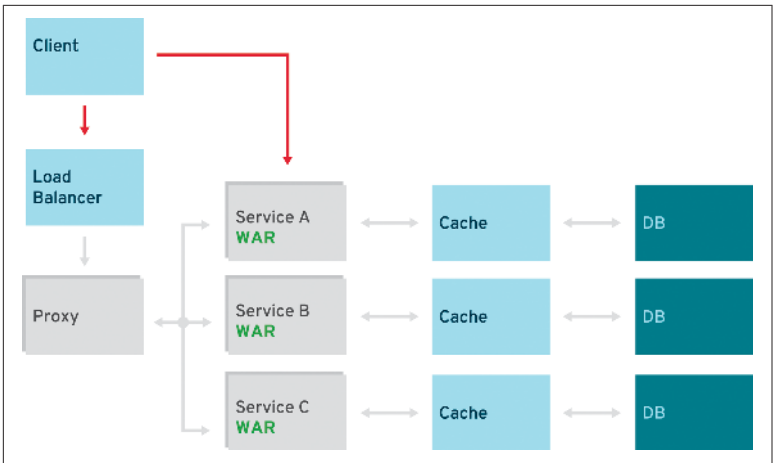 Client
Load
Balancer
Proxy
Service A
WAR
Cache
DB
Service B
WAR
Cache
DB
Service C
WAR
Cache
DB